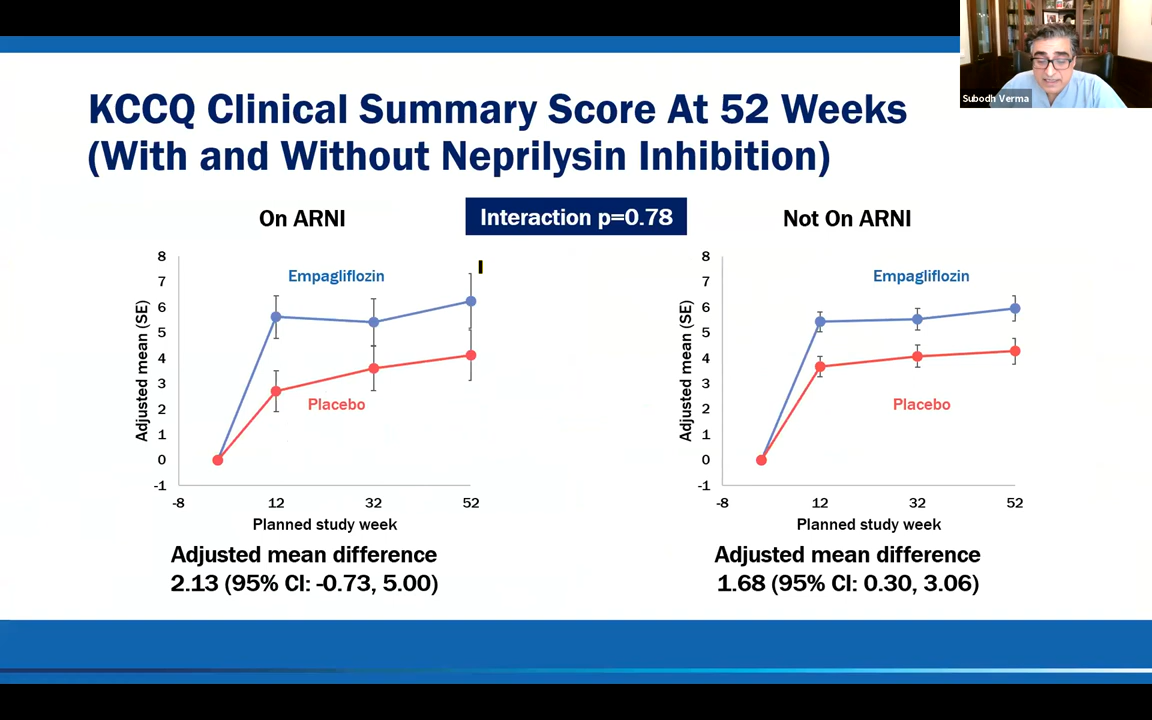 Subodh Verma
KCCQ Clinical Summary Score At 52 Weeks
(With and Without Neprilysin Inhibition)
On ARNI
Interaction p=0.78
Not On ARNI
Adjusted mean (SE)
8
7
6
5
4
3
2
1
0
-1
Empagliflozin
Placebo
-8 12 32 52
Planned study week
Adjusted mean difference
2.13 (95% CI: -0.73, 5.00)
Adjusted mean (SE)
8
7
6
5
4
3
2
1
0
-1
Empagliflozin
Placebo
-8 12 32 52
Planned study week
Adjusted mean difference
1.68 (95% CI: 0.30, 3.06)